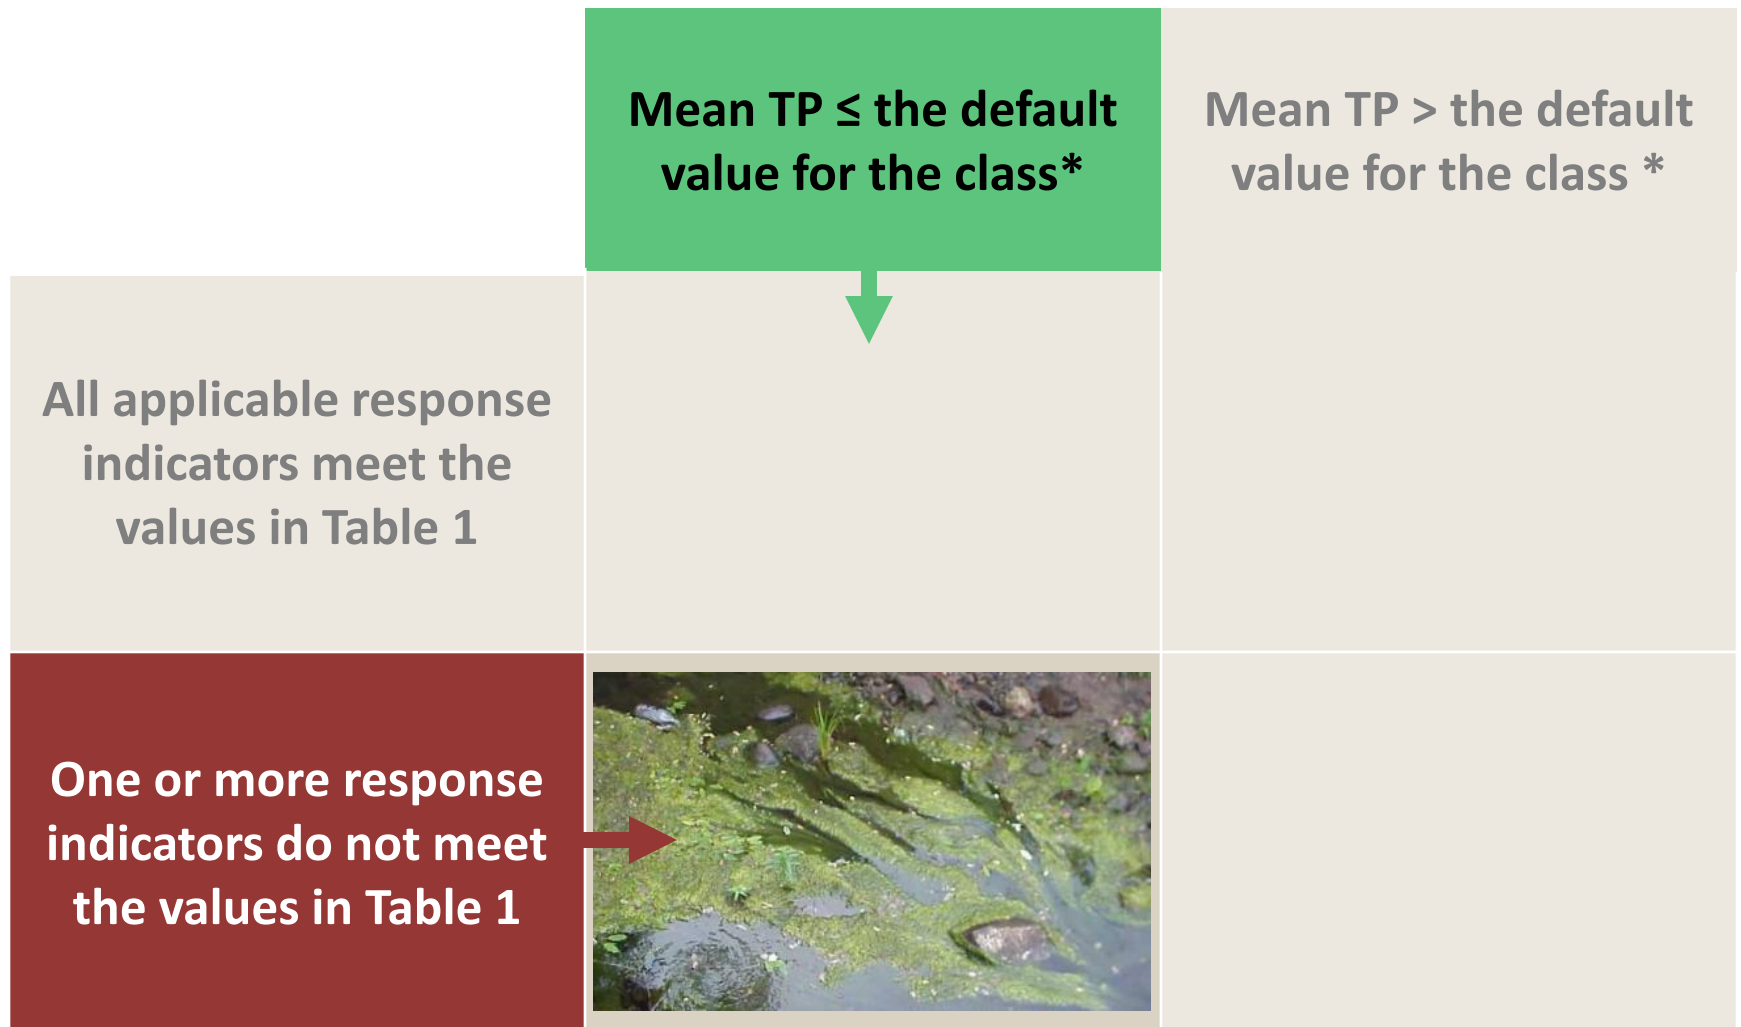 Mean TP ≤ the default
value for the class*
Mean TP > the default
value for the class *
All applicable response
indicators meet the
values in Table 1
One or more response
indicators do not meet
the values in Table 1